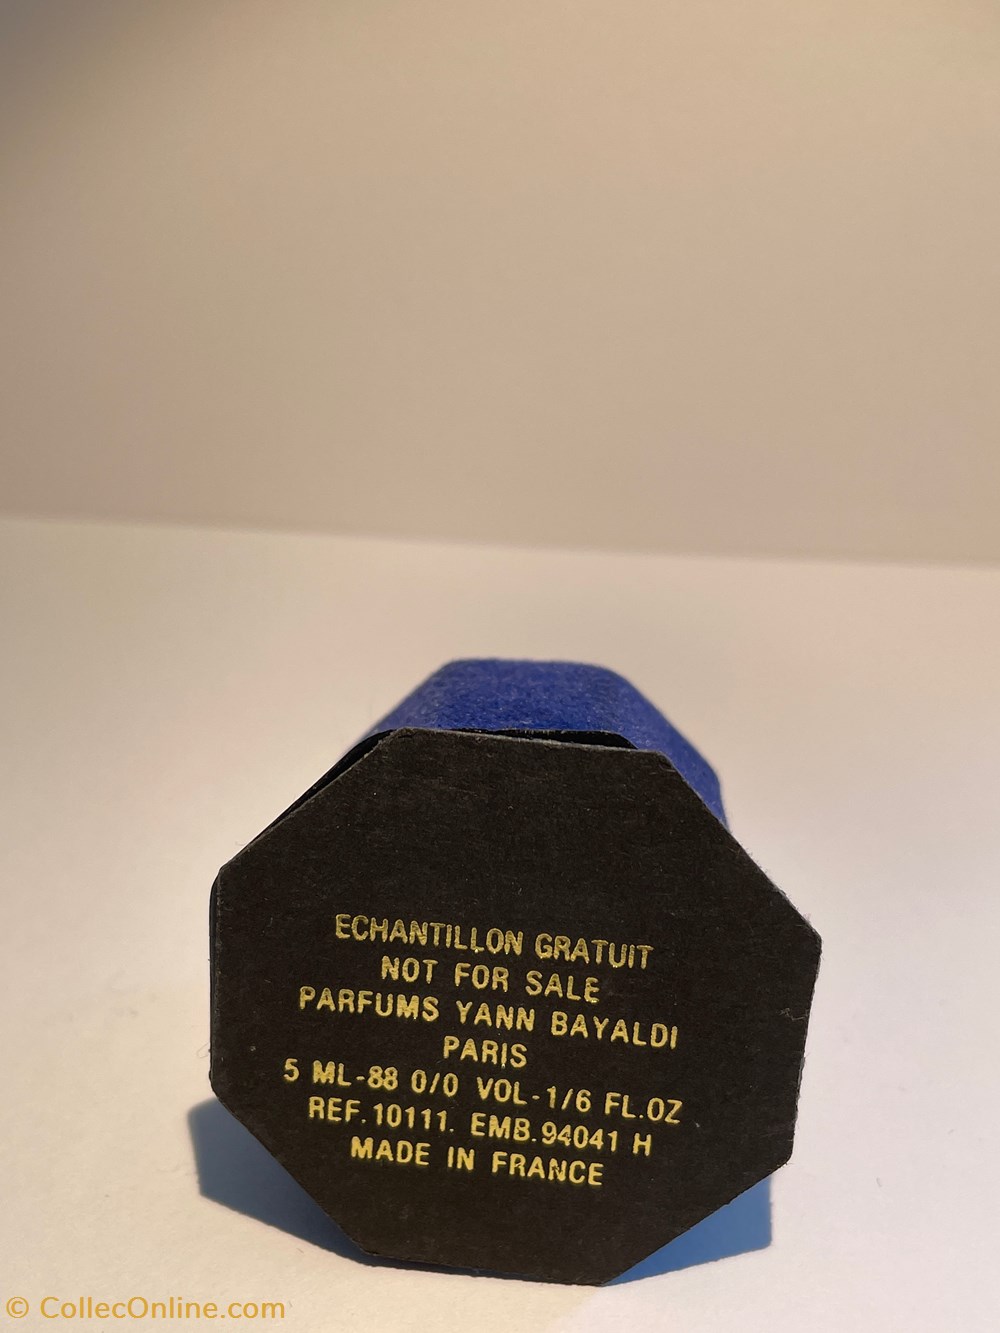 ECHANTILLON GRATUIT
NOT FOR SALE
PARFUMS YANN BAYALDI
PARIS
5 ML-88 0/0 VOL-1/6 FL.OZ
REF.10111. EMB.94041 H
MADE IN FRANCE
© CollecOnline.com